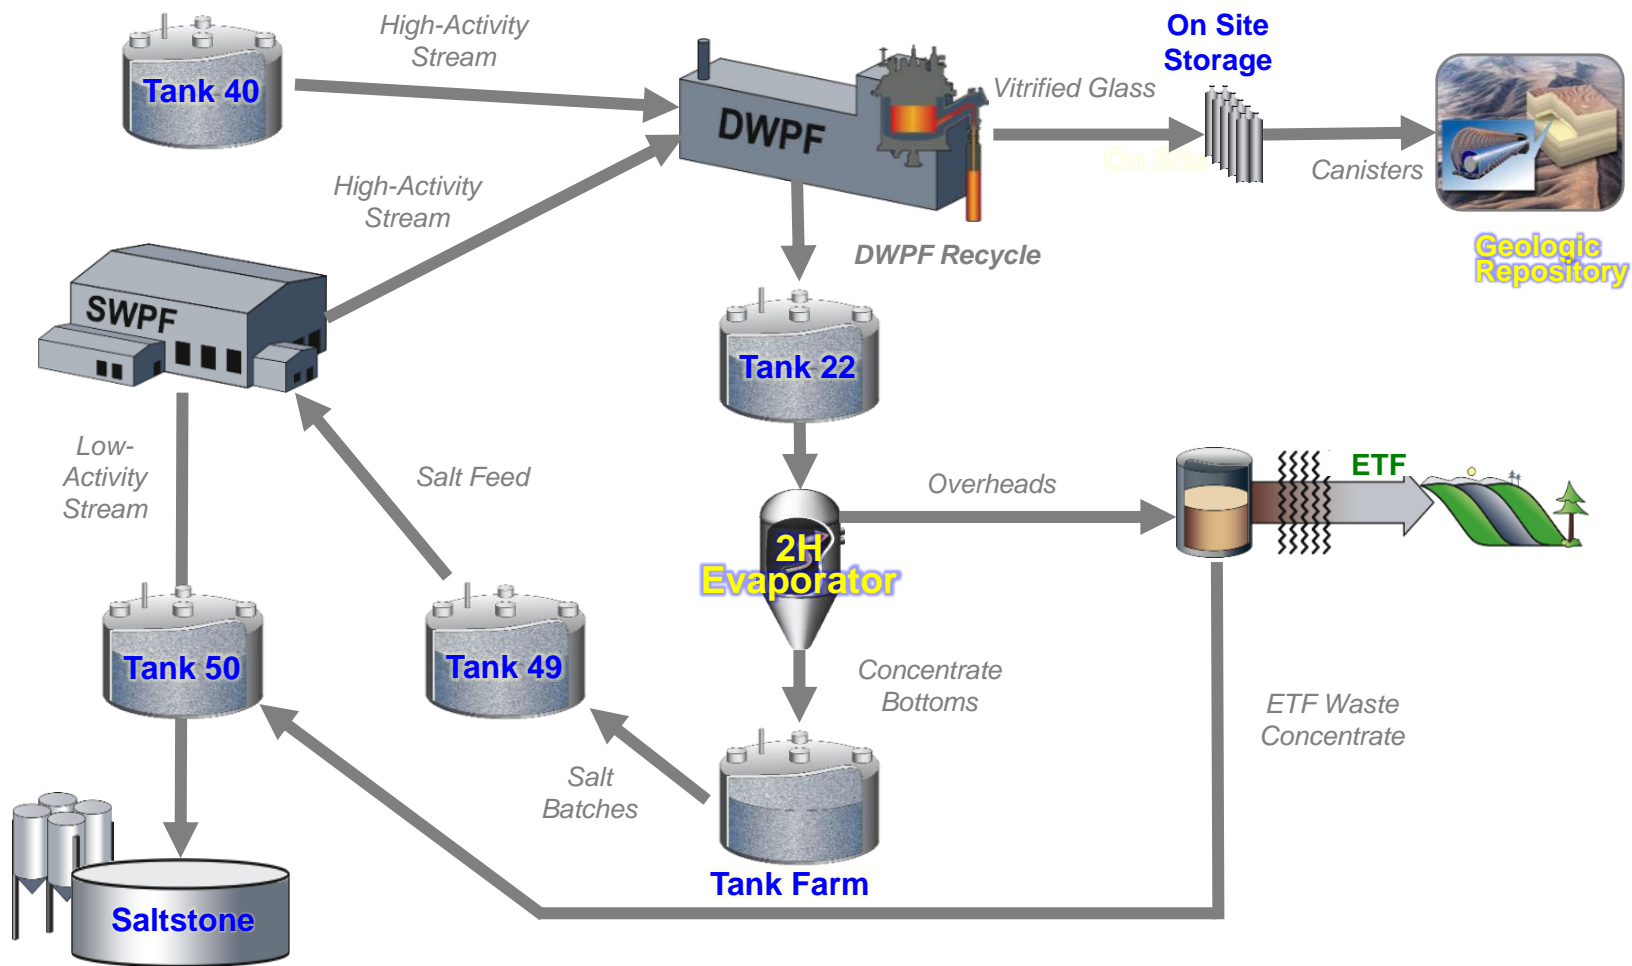 High-Activity
Stream
Tank 40
DWPF
Vitrified Glass
On Site
Storage
On Site
Canisters
Geologic
Repository
High-Activity
Stream
DWPF Recycle
SWPF
Tank 22
Low-
Activity
Stream
Salt Feed
Overheads
ETF
2H
Evaporator
Tank 50
Tank 49
Concentrate
Bottoms
ETF Waste
Concentrate
Salt
Batches
Tank Farm
Saltstone